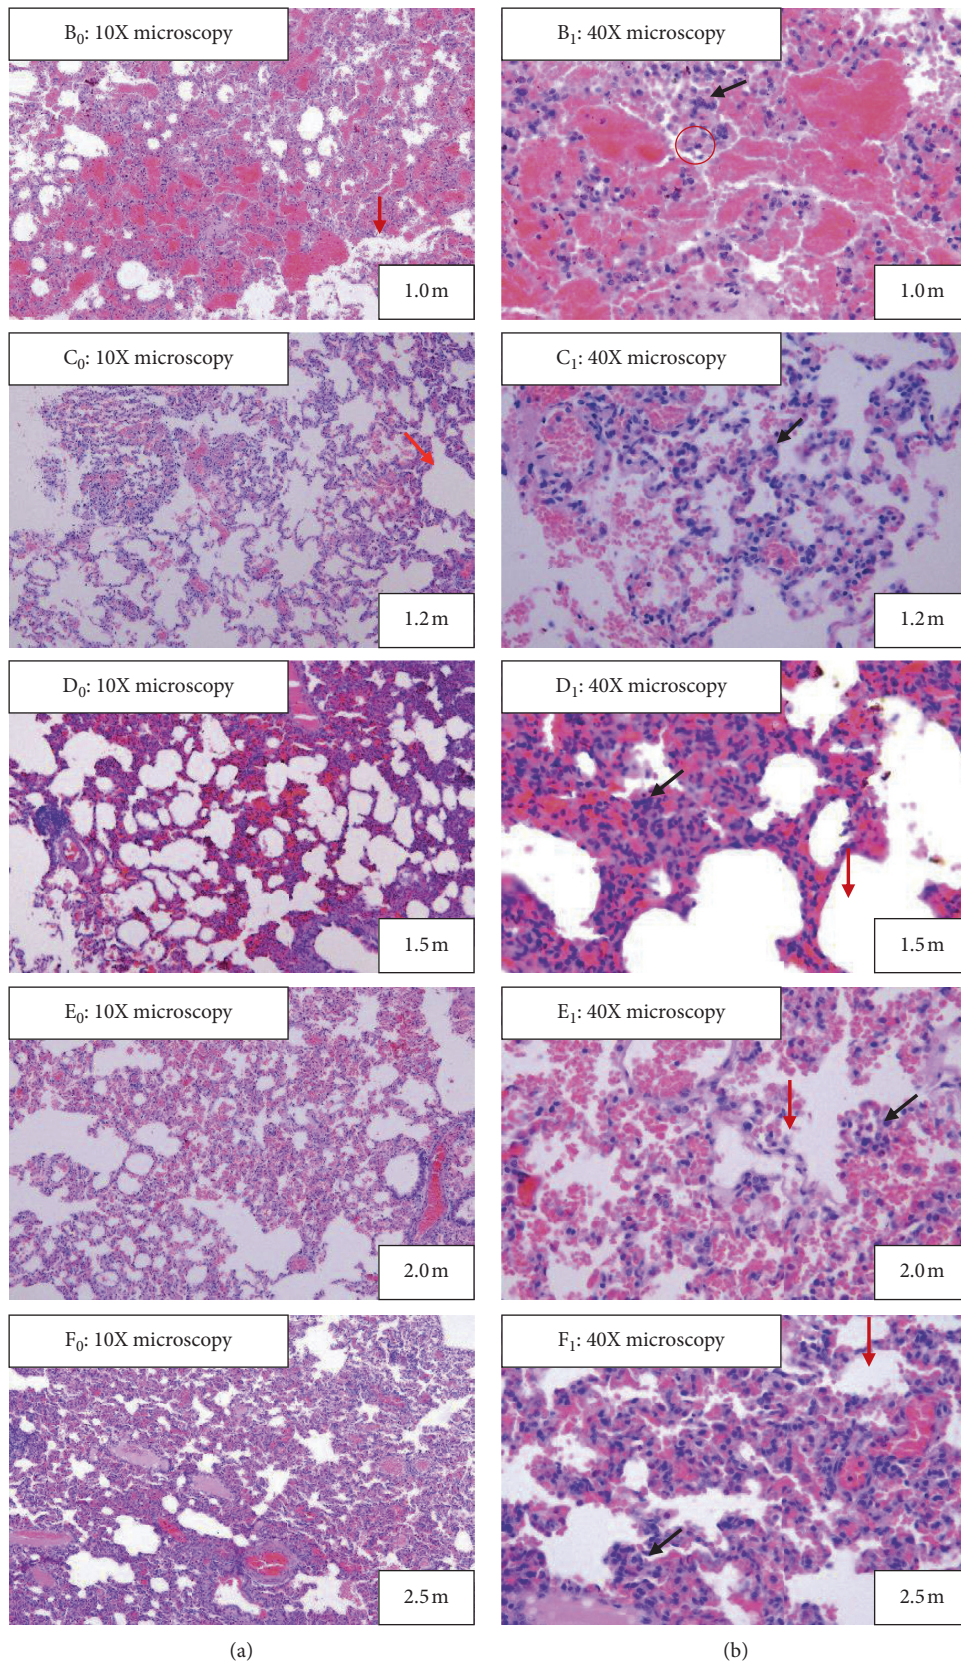 B₀: 10X microscopy
B₁: 40X microscopy
1.0 m
1.0 m
C₀: 10X microscopy
C₁: 40X microscopy
1.2 m
1.2 m
D₀: 10X microscopy
D₁: 40X microscopy
1.5 m
1.5 m
E₀: 10X microscopy
E₁: 40X microscopy
2.0 m
2.0 m
F₀: 10X microscopy
F₁: 40X microscopy
2.5 m
2.5 m
(a)
(b)